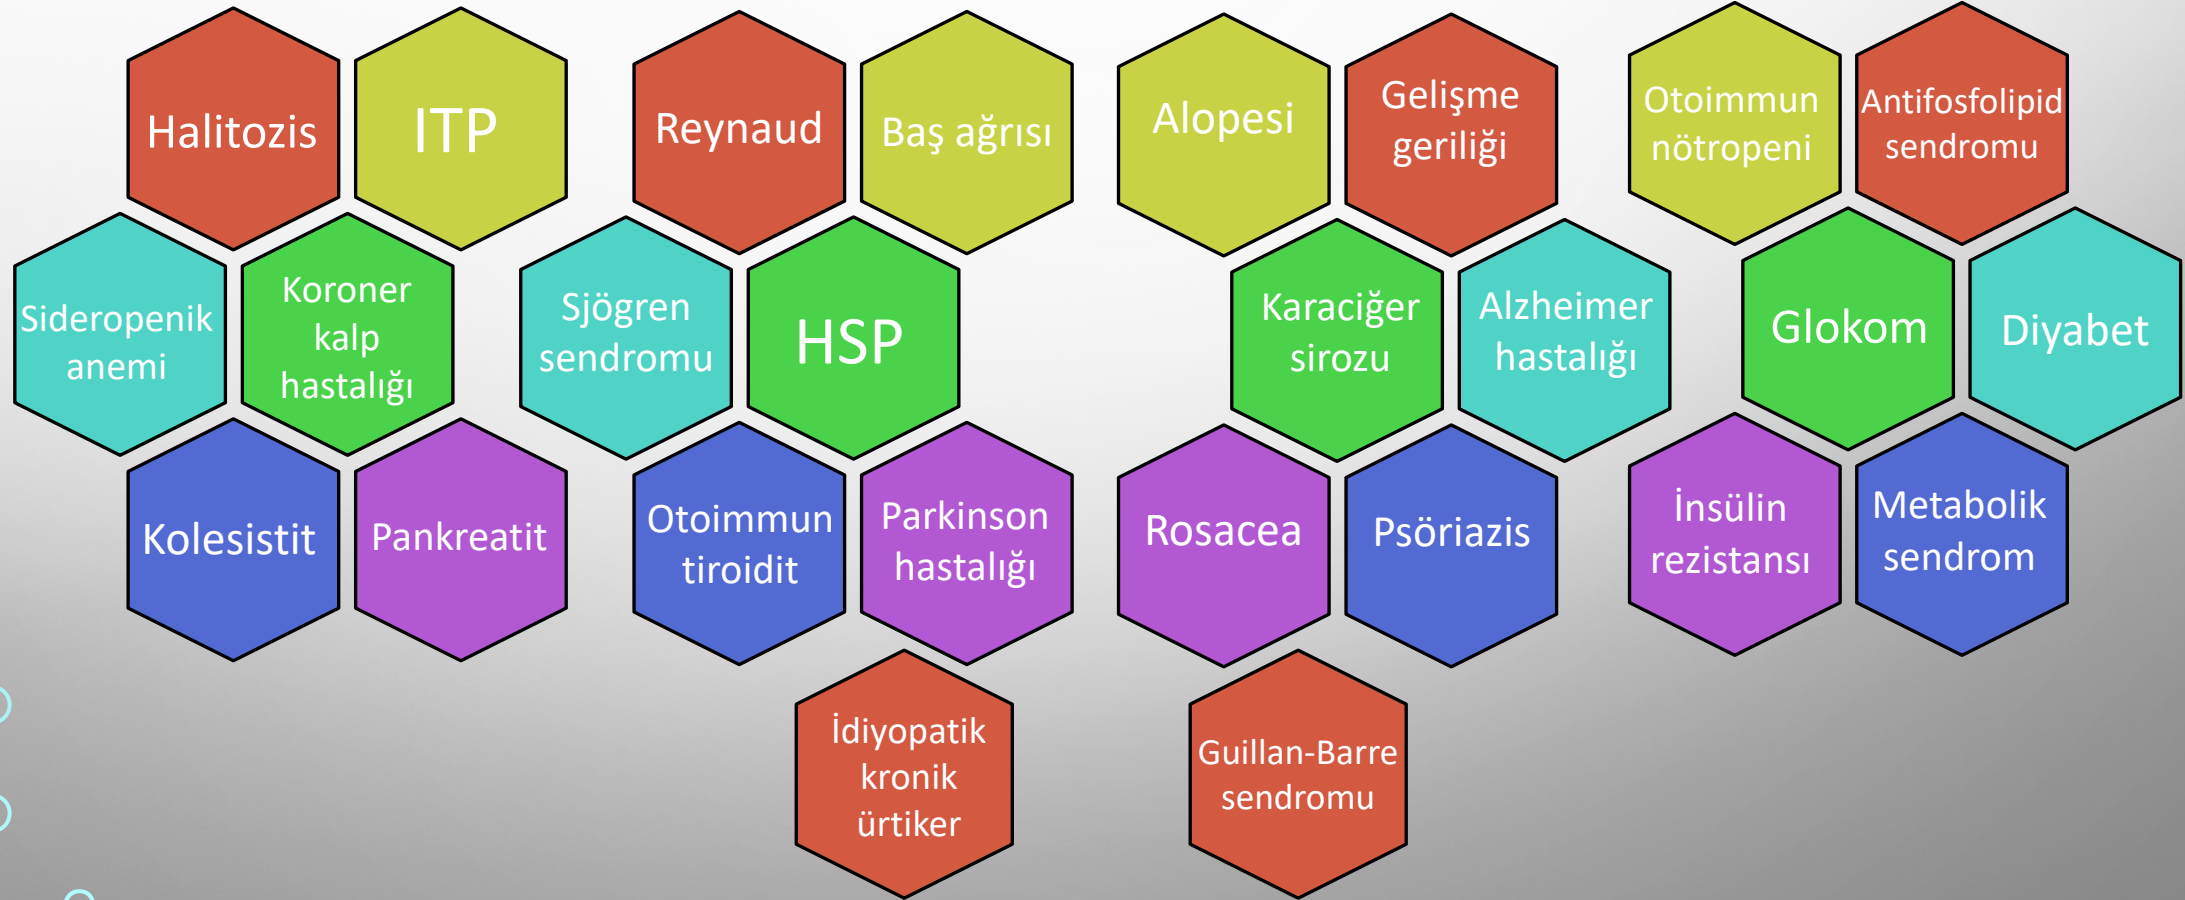 Halitozis
ITP
Reynaud
Baş ağrısı
Alopesi
Gelişme
geriliği
Otoimmun
nötropeni
Antifosfolipid
sendromu
Sideropenik
anemi
Koroner
kalp
hastalığı
Sjögren
sendromu
HSP
Karaciğer
sirozu
Alzheimer
hastalığı
Glokom
Diyabet
Kolesistit
Pankreatit
Otoimmun
tiroidit
Parkinson
hastalığı
Rosacea
Psöriazis
İnsülin
rezistansı
Metabolik
sendrom
İdiyopatik
kronik
ürtiker
Guillan-Barre
sendromu